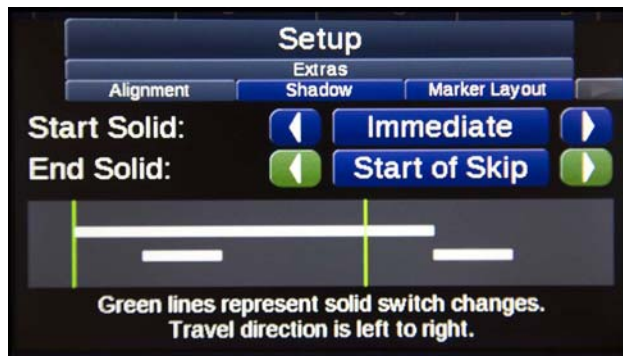 Setup
Extras
Alignment Shadow Marker Layout
Start Solid: Immediate
End Solid: Start of Skip
Green lines represent solid switch changes.
Travel direction is left to right.